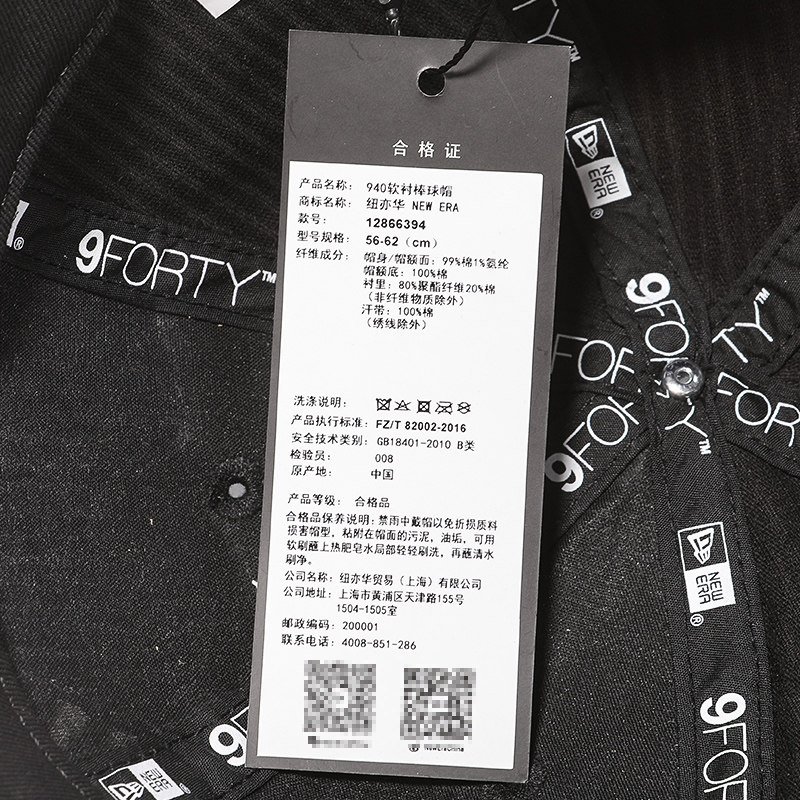 合格证
产品名称: 940软衬棒球帽
商标名称: 纽亦华 NEW ERA
款号: 12866394
型号规格: 56-62（cm）
纤维成分: 帽身/帽额面: 99%棉1%氨纶
帽额底: 100%棉
衬里: 80%聚酯纤维20%棉
（非纤维物质除外）
汗带: 100%棉
（绣线除外）
洗涤说明:
产品执行标准: FZ/T 82002-2016
安全技术类别: GB18401-2010 B类
检验员: 008
原产地: 中国
产品等级: 合格品
合格品保养说明: 禁雨中戴帽以免折损质料
损害帽型, 粘附在帽面的污泥, 油垢, 可用
软刷蘸上热肥皂水局部轻轻刷洗, 再蘸清水
刷净。
公司名称: 纽亦华贸易（上海）有限公司
公司地址: 上海市黄浦区天津路155号
1504-1505室
邮政编码: 200001
联系电话: 4008-851-286
NewEraChina
9FORTY™
NEW ERA®
9FORTY™
9FORTY™
NEW ERA®
9FORTY